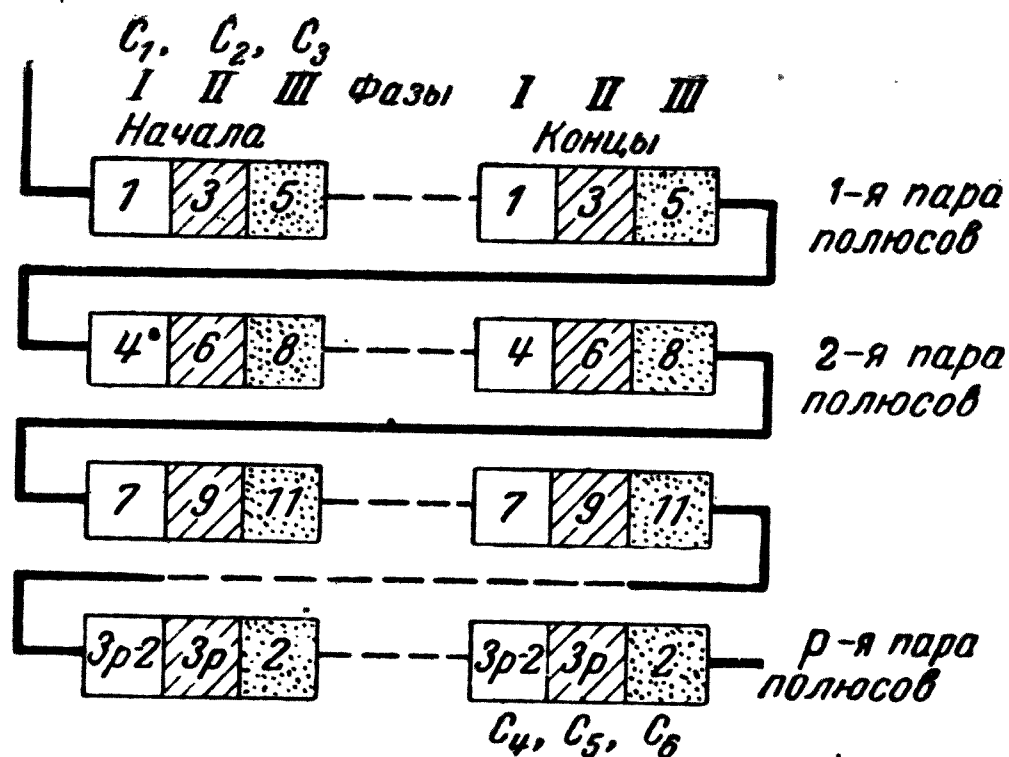 C₁, C₂, C₃
I II III Фазы I II III
Начала Концы
1 3 5 1 3 5 1-я пара
полюсов
4 6 8 4 6 8 2-я пара
полюсов
7 9 11 7 9 11
3p-2 3p 2 3p-2 3p 2 p-я пара
полюсов
C₄, C₅, C₆